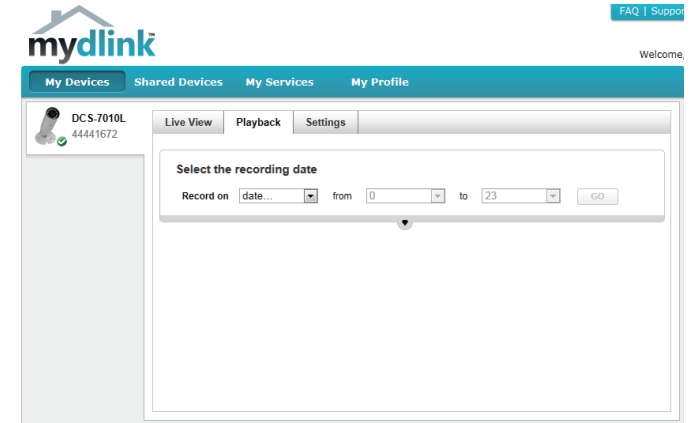 FAQ | Suppor
mydlink™
Welcome,
My Devices Shared Devices My Services My Profile
DCS-7010L
44441672
Live View Playback Settings
Select the recording date
Record on date... from 0 to 23 GO